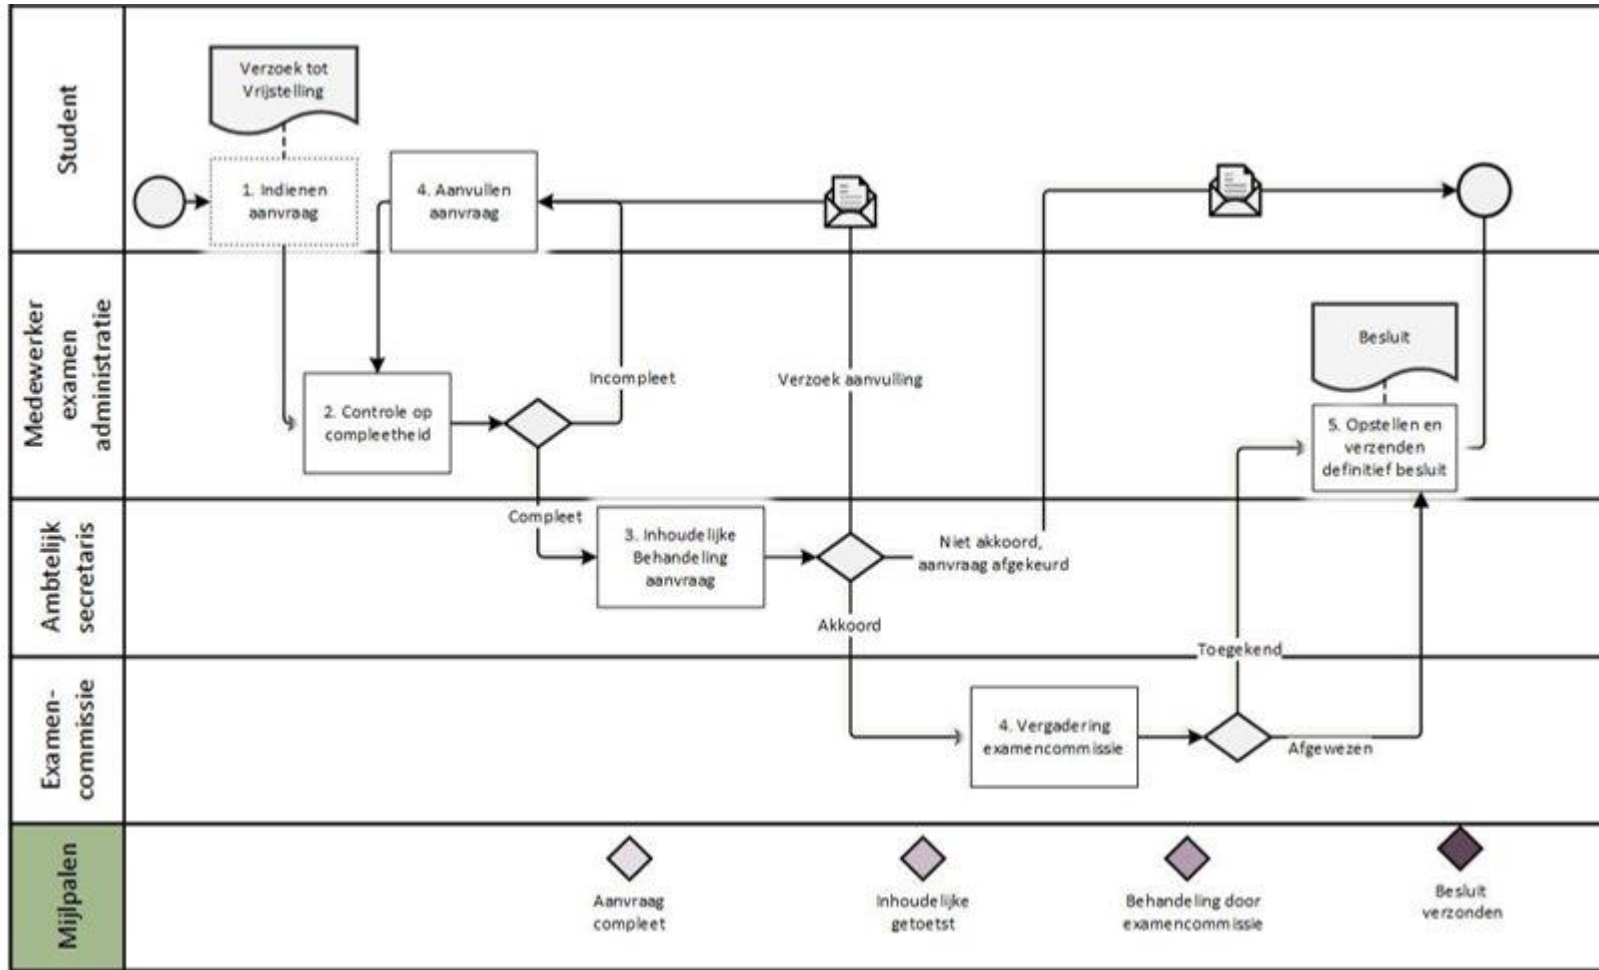 Student
Verzoek tot
Vrijstelling
1. Indienen
aanvraag
4. Aanvullen
aanvraag
Medewerker
examen
administratie
2. Controle op
compleetheid
Incompleet
Verzoek aanvulling
Besluit
5. Opstellen en
verzenden
definitief besluit
Ambtelijk
secretaris
Compleet
3. Inhoudelijke
Behandeling
aanvraag
Niet akkoord,
aanvraag afgekeurd
Akkoord
Toegekend
Examen-
commissie
4. Vergadering
examencommissie
Afgewezen
Mijlpalen
Aanvraag
compleet
Inhoudelijke
getoetst
Behandeling door
examencommissie
Besluit
verzonden